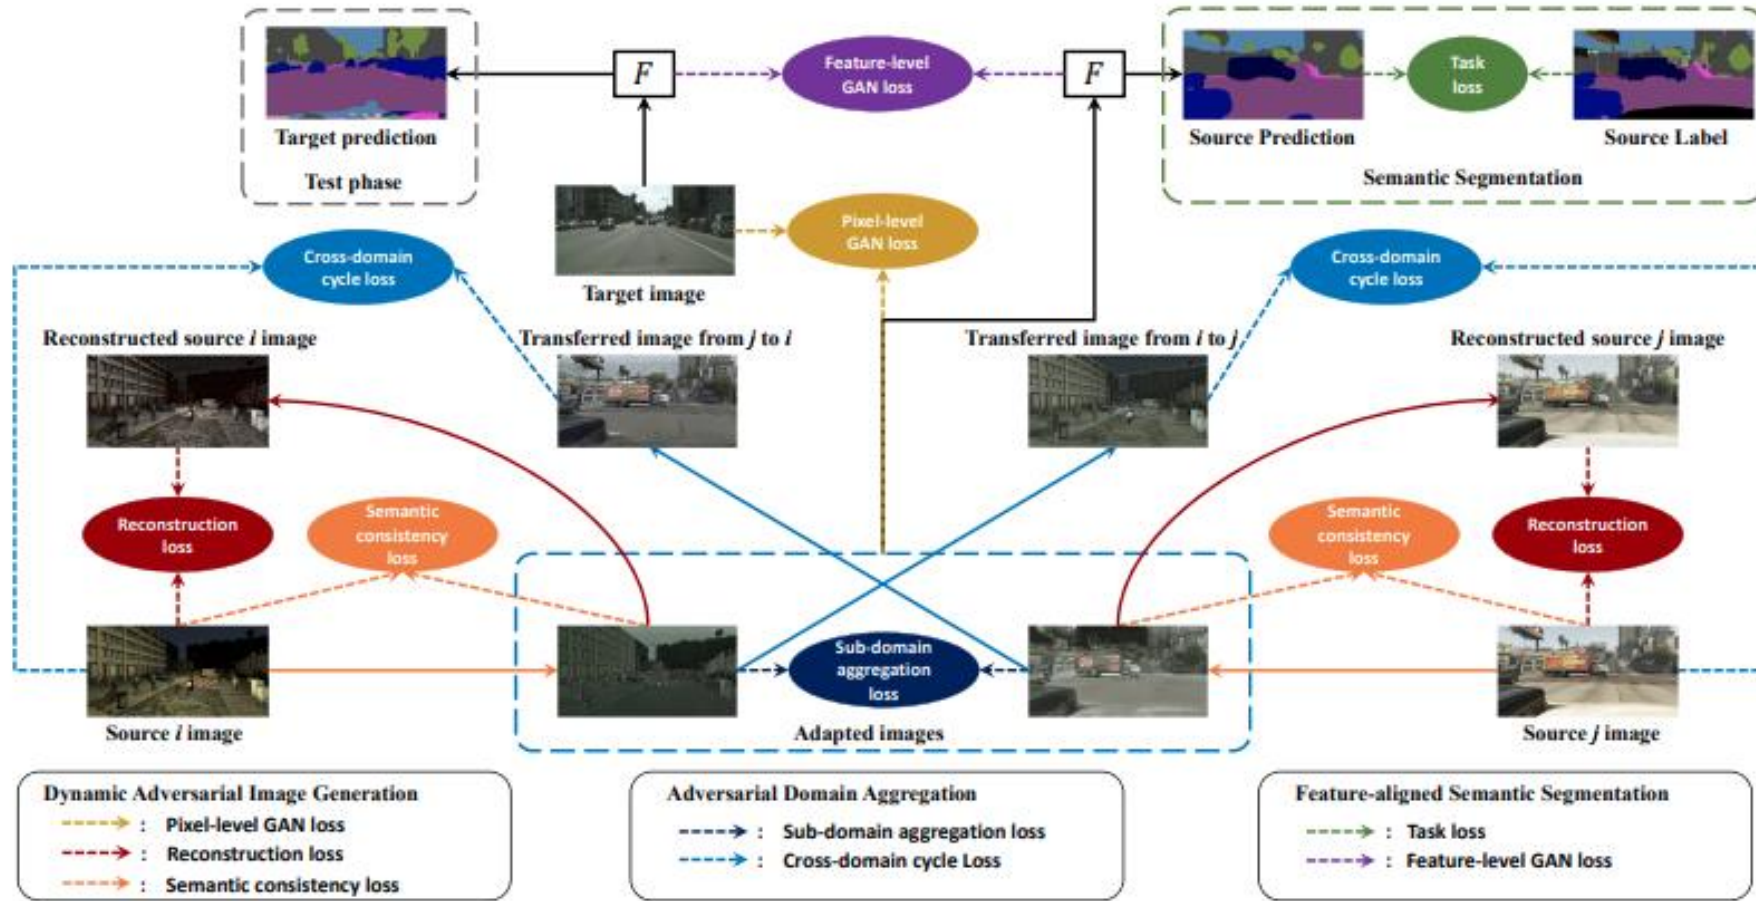 F
Feature-level
GAN loss
F
Task
loss
Target prediction
Test phase
Source Prediction
Source Label
Semantic Segmentation
Pixel-level
GAN loss
Target image
Cross-domain
cycle loss
Cross-domain
cycle loss
Reconstructed source i image
Transferred image from j to i
Transferred image from i to j
Reconstructed source j image
Reconstruction
loss
Semantic
consistency
loss
Semantic
consistency
loss
Reconstruction
loss
Sub-domain
aggregation
loss
Source i image
Adapted images
Source j image
Dynamic Adversarial Image Generation
: Pixel-level GAN loss
: Reconstruction loss
: Semantic consistency loss
Adversarial Domain Aggregation
: Sub-domain aggregation loss
: Cross-domain cycle Loss
Feature-aligned Semantic Segmentation
: Task loss
: Feature-level GAN loss